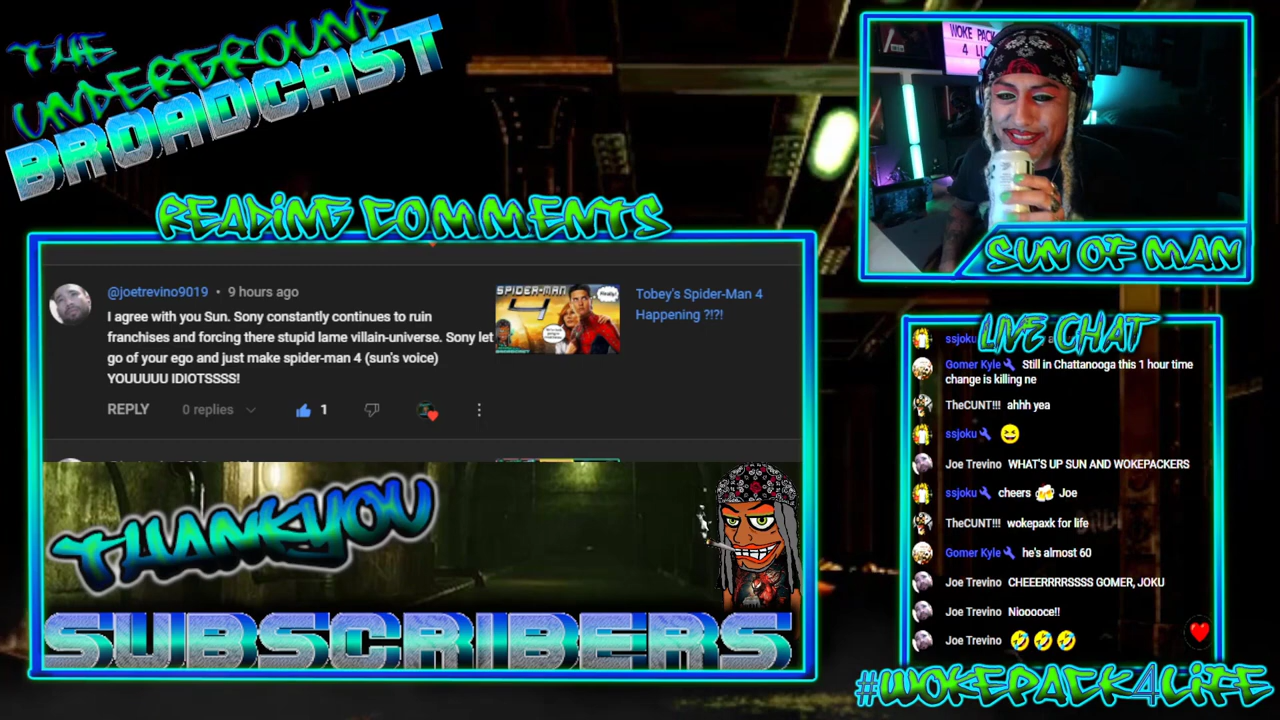 THE
UNDERGROUND
BROADCAST
READING COMMENTS
@joetrevino9019 • 9 hours ago
I agree with you Sun. Sony constantly continues to ruin
franchises and forcing there stupid lame villain-universe. Sony let
go of your ego and just make spider-man 4 (sun's voice)
YOUUUUU IDIOTSSSS!
REPLY 0 replies 1
SPIDER-MAN
4
Tobey's Spider-Man 4
Happening ?!?!
THANKYOU
SUBSCRIBERS
WOKE PACK
4 LI
SUN OF MAN
LIVE CHAT
ssjoku
Gomer Kyle Still in Chattanooga this 1 hour time
change is killing ne
TheCUNT!!! ahhh yea
ssjoku 😆
Joe Trevino WHAT'S UP SUN AND WOKEPACKERS
ssjoku cheers 🍻 Joe
TheCUNT!!! wokepaxk for life
Gomer Kyle he's almost 60
Joe Trevino CHEEERRRRSSSS GOMER, JOKU
Joe Trevino Niooooce!!
Joe Trevino 🤣🤣🤣
#WOKEPACK4LIFE